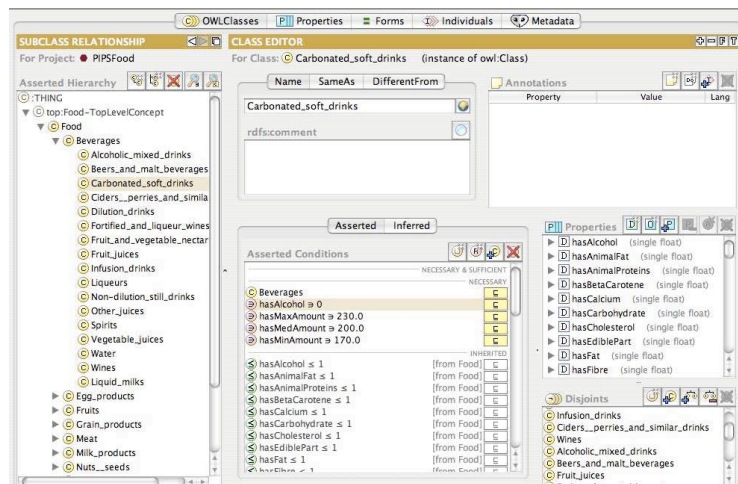 OWLClasses Properties Forms Individuals Metadata
SUBCLASS RELATIONSHIP
For Project: PIPSFood
Asserted Hierarchy
:THING
top:Food-TopLevelConcept
Food
Beverages
Alcoholic_mixed_drinks
Beers_and_malt_beverages
Carbonated_soft_drinks
Ciders__perries_and_simila
Dilution_drinks
Fortified_and_liqueur_wines
Fruit_and_vegetable_nectar
Fruit_juices
Infusion_drinks
Liqueurs
Non-dilution_still_drinks
Other_juices
Spirits
Vegetable_juices
Water
Wines
Liquid_milks
Egg_products
Fruits
Grain_products
Meat
Milk_products
Nuts__seeds
CLASS EDITOR
For Class: Carbonated_soft_drinks (instance of owl:Class)
Name SameAs DifferentFrom
Carbonated_soft_drinks
rdfs:comment
Annotations
Property Value Lang
Asserted Inferred
Asserted Conditions
NECESSARY & SUFFICIENT
NECESSARY
Beverages
hasAlcohol ∋ 0
hasMaxAmount ∋ 230.0
hasMedAmount ∋ 200.0
hasMinAmount ∋ 170.0
INHERITED
hasAlcohol ≤ 1 [from Food]
hasAnimalFat ≤ 1 [from Food]
hasAnimalProteins ≤ 1 [from Food]
hasBetaCarotene ≤ 1 [from Food]
hasCalcium ≤ 1 [from Food]
hasCarbohydrate ≤ 1 [from Food]
hasCholesterol ≤ 1 [from Food]
hasEdiblePart ≤ 1 [from Food]
hasFat ≤ 1 [from Food]
hasFibre ≤ 1 [from Food]
Properties
hasAlcohol (single float)
hasAnimalFat (single float)
hasAnimalProteins (single float)
hasBetaCarotene (single float)
hasCalcium (single float)
hasCarbohydrate (single float)
hasCholesterol (single float)
hasEdiblePart (single float)
hasFat (single float)
hasFibre (single float)
Disjoints
Infusion_drinks
Ciders__perries_and_similar_drinks
Wines
Alcoholic_mixed_drinks
Beers_and_malt_beverages
Fruit_juices